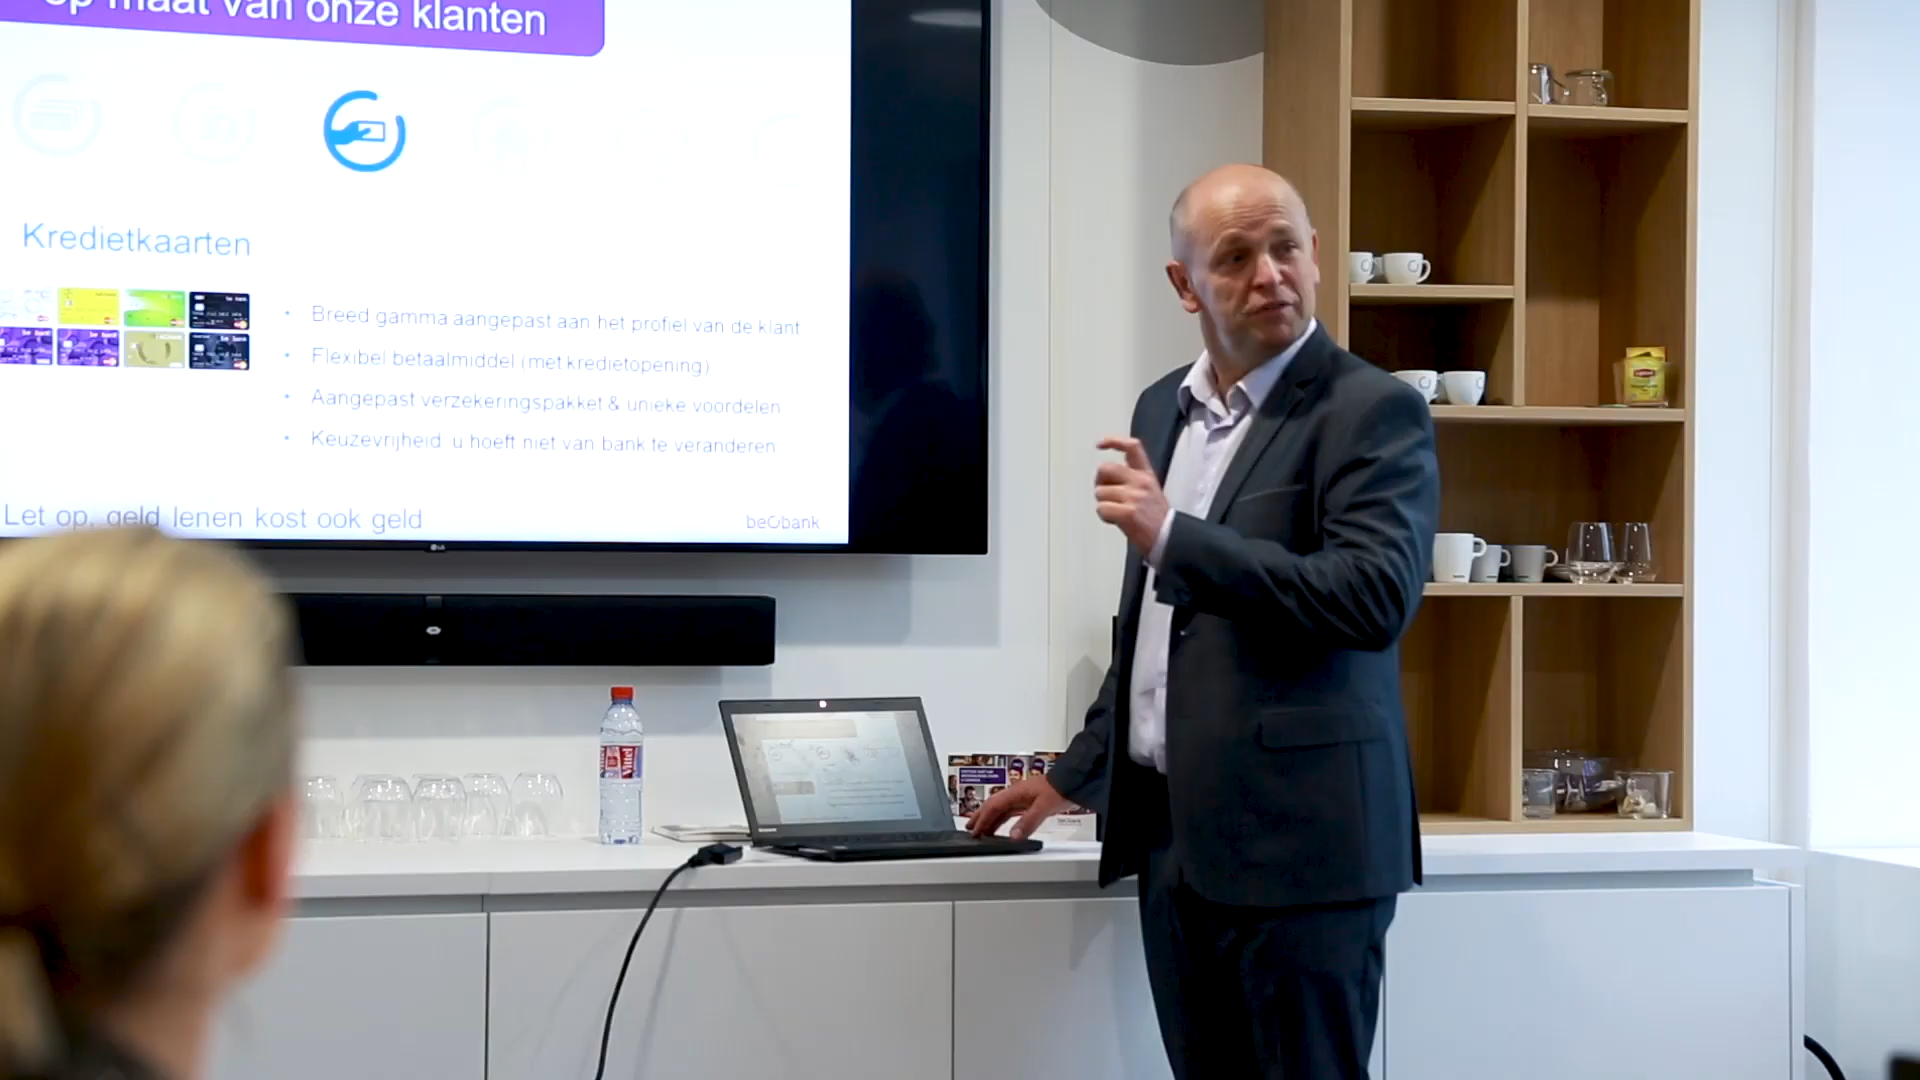 op maat van onze klanten
Kredietkaarten
Breed gamma aangepast aan het profiel van de klant
Flexibel betaalmiddel (met kredietopening)
Aangepast verzekeringspakket & unieke voordelen
Keuzevrijheid: u hoeft niet van bank te veranderen
Let op, geld lenen kost ook geld
beobank
LG
Vittel